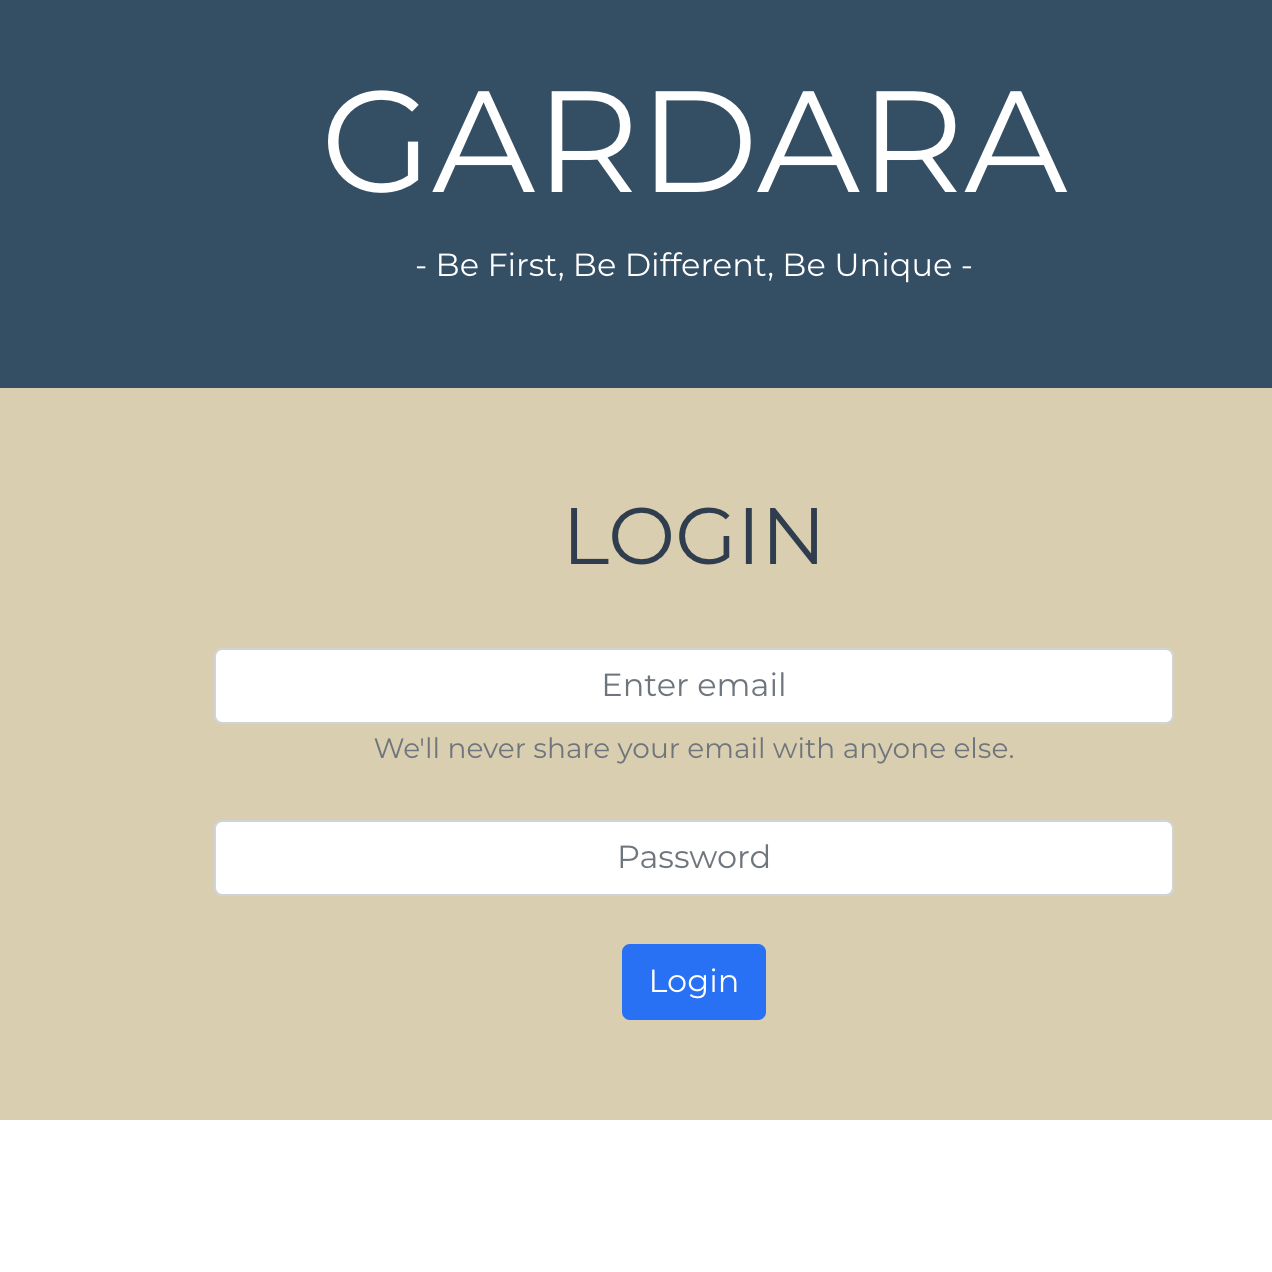 GARDARA
- Be First, Be Different, Be Unique -
LOGIN
Enter email
We'll never share your email with anyone else.
Password
Login